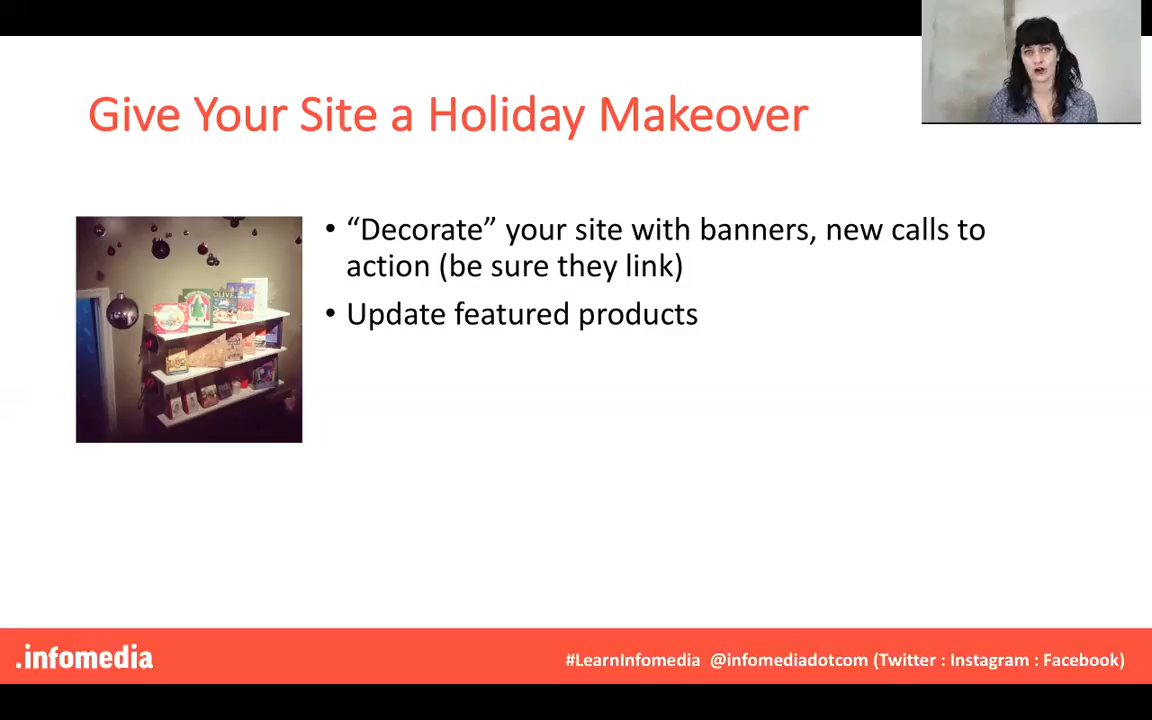 Give Your Site a Holiday Makeover
• “Decorate” your site with banners, new calls to
action (be sure they link)
• Update featured products
OLIVE
.infomedia
#LearnInfomedia @infomediadotcom (Twitter : Instagram : Facebook)